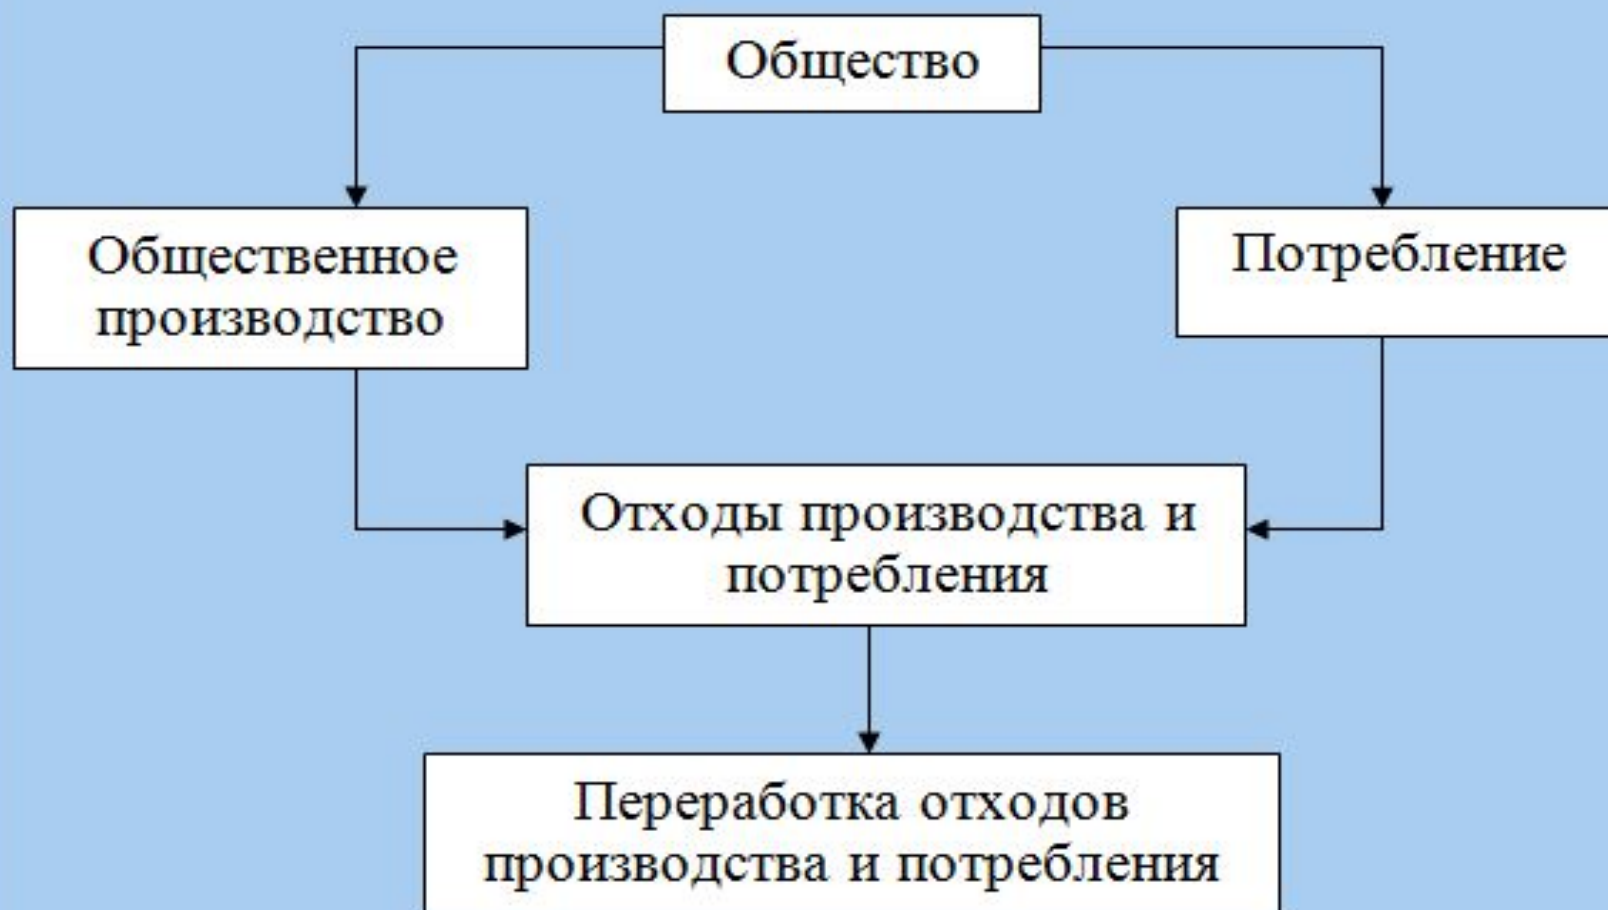 Общество
Общественное
производство
Потребление
Отходы производства и
потребления
Переработка отходов
производства и потребления